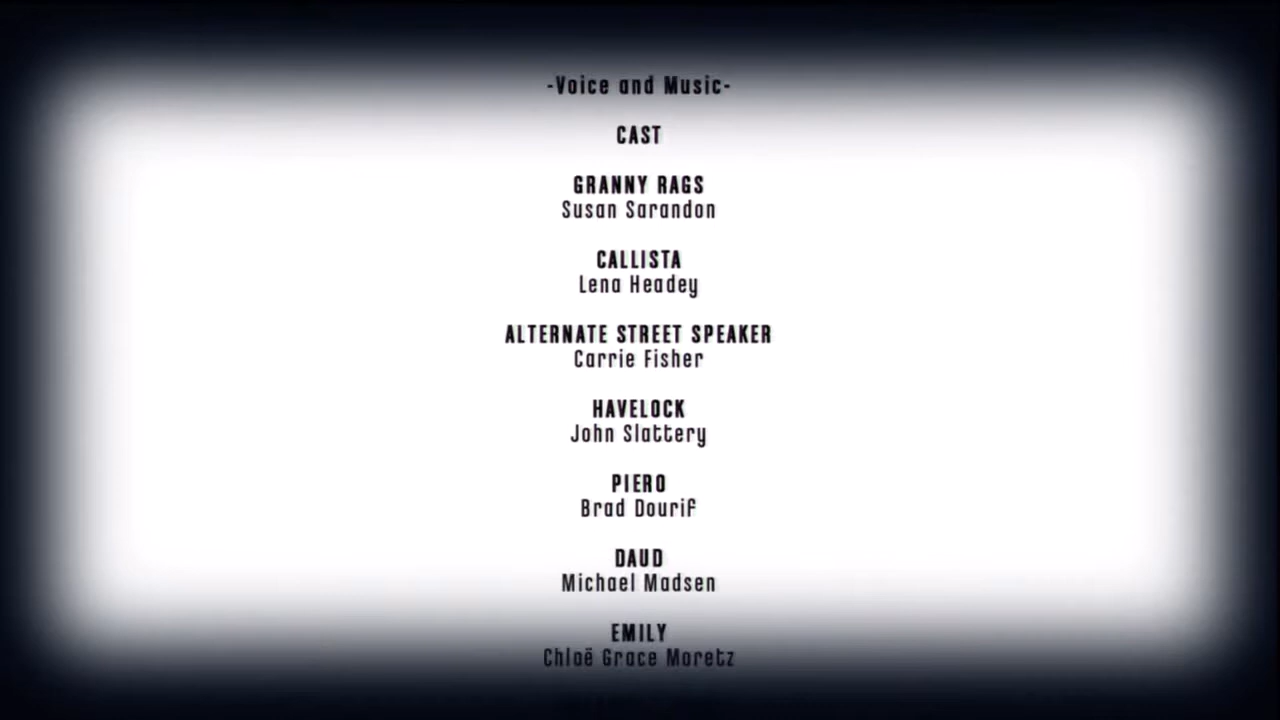 -Voice and Music-
CAST
GRANNY RAGS
Susan Sarandon
CALLISTA
Lena Headey
ALTERNATE STREET SPEAKER
Carrie Fisher
HAVELOCK
John Slattery
PIERO
Brad Dourif
DAUD
Michael Madsen
EMILY
Chloë Grace Moretz